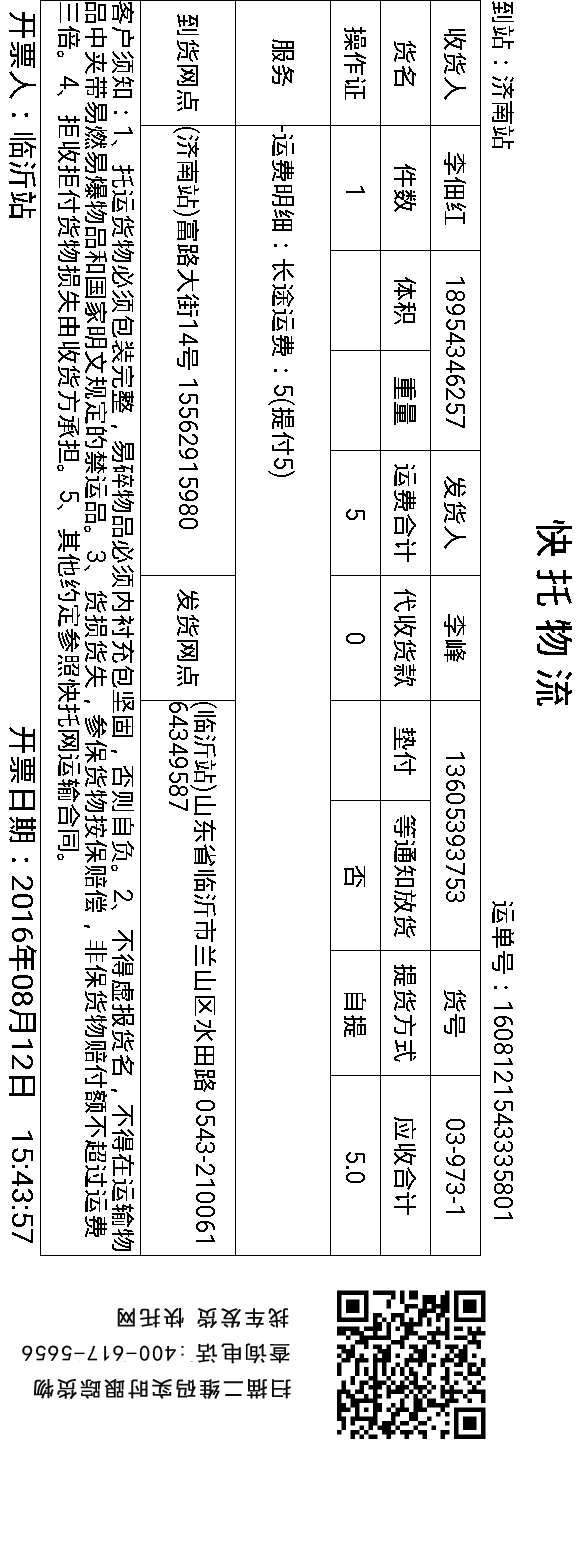 快托物流
到站：济南站 运单号：1608121543335801
收货人 李佃红 18954346257 发货人 李峰 13605393753 货号 03-973-1
货名 件数 体积 重量 运费合计 代收货款 垫付 等通知放货 提货方式 应收合计
操作证 1 5 0 否 自提 5.0
服务 -运费明细：长途运费：5(提付5)
到货网点 (济南站)富路大街14号 15562915980 发货网点 (临沂站)山东省临沂市兰山区水田路 0543-210061
64349587
客户须知：1、托运货物必须包装完整，易碎物品必须内衬充包坚固，否则自负。2、不得虚报货名，不得在运输物
品中夹带易燃易爆物品和国家明文规定的禁运品。3、货损货失，参保货物按保赔偿，非保货物赔付额不超过运费
三倍。4、拒收拒付货物损失由收货方承担。5、其他约定参照快托网运输合同。
开票人：临沂站 开票日期：2016年08月12日 15:43:57
扫描二维码实时跟踪货物
查询电话：400-617-5656
找车发货 快托网